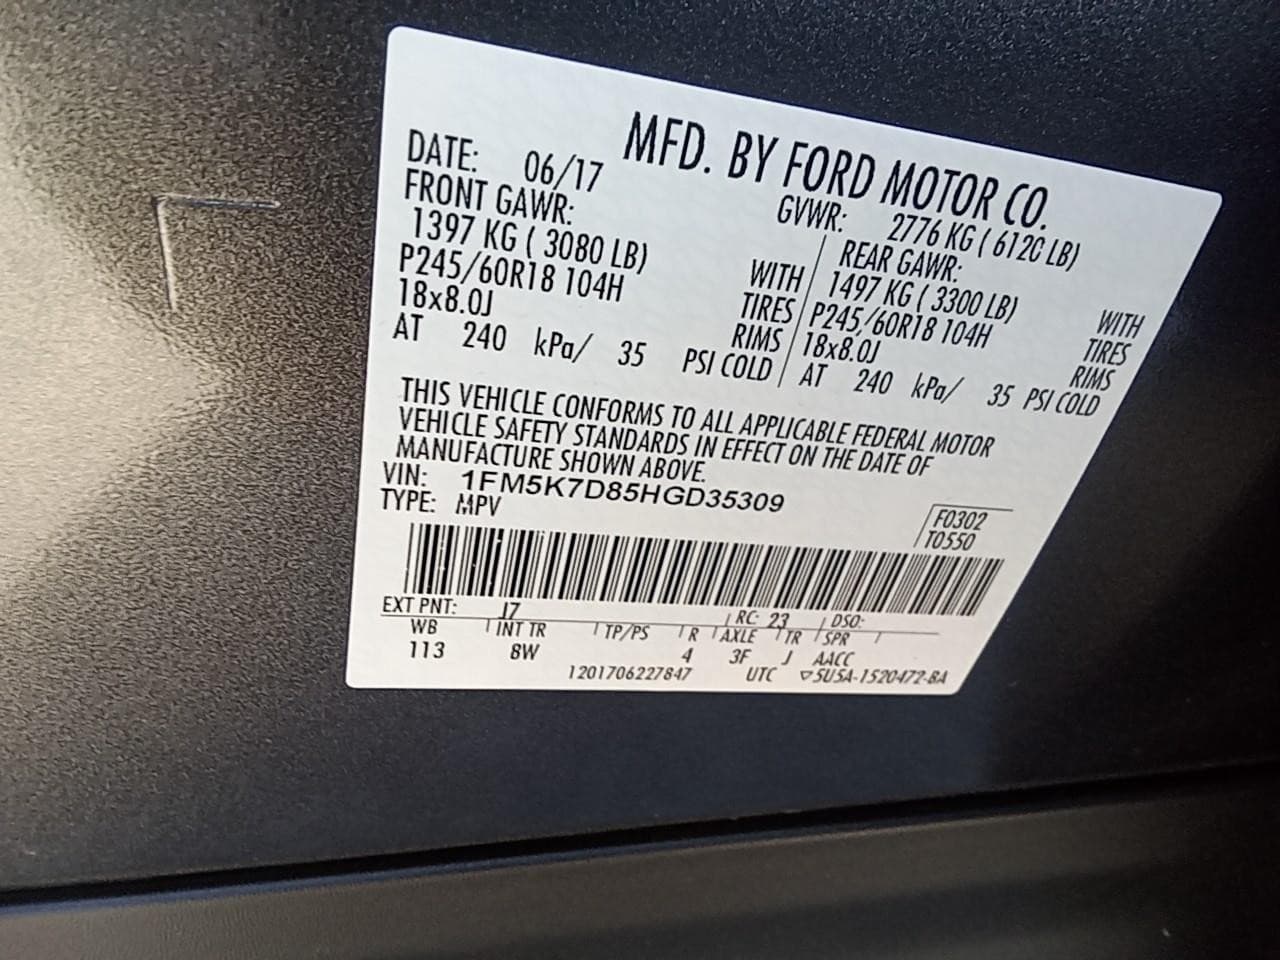 MFD. BY FORD MOTOR CO.
DATE: 06/17 GVWR: 2776 KG ( 6120 LB)
FRONT GAWR: REAR GAWR:
1397 KG ( 3080 LB) WITH 1497 KG ( 3300 LB) WITH
P245/60R18 104H TIRES P245/60R18 104H TIRES
18x8.0J RIMS 18x8.0J RIMS
AT 240 kPa/ 35 PSI COLD AT 240 kPa/ 35 PSI COLD
THIS VEHICLE CONFORMS TO ALL APPLICABLE FEDERAL MOTOR
VEHICLE SAFETY STANDARDS IN EFFECT ON THE DATE OF
MANUFACTURE SHOWN ABOVE.
VIN: 1FM5K7D85HGD35309
TYPE: MPV
F0302
T0550
EXT PNT: J7 RC: 23 DSO:
WB INT TR TP/PS R AXLE TR SPR
113 8W 4 3F J AACC
1201706227847 UTC ▽5U5A-1520472-BA